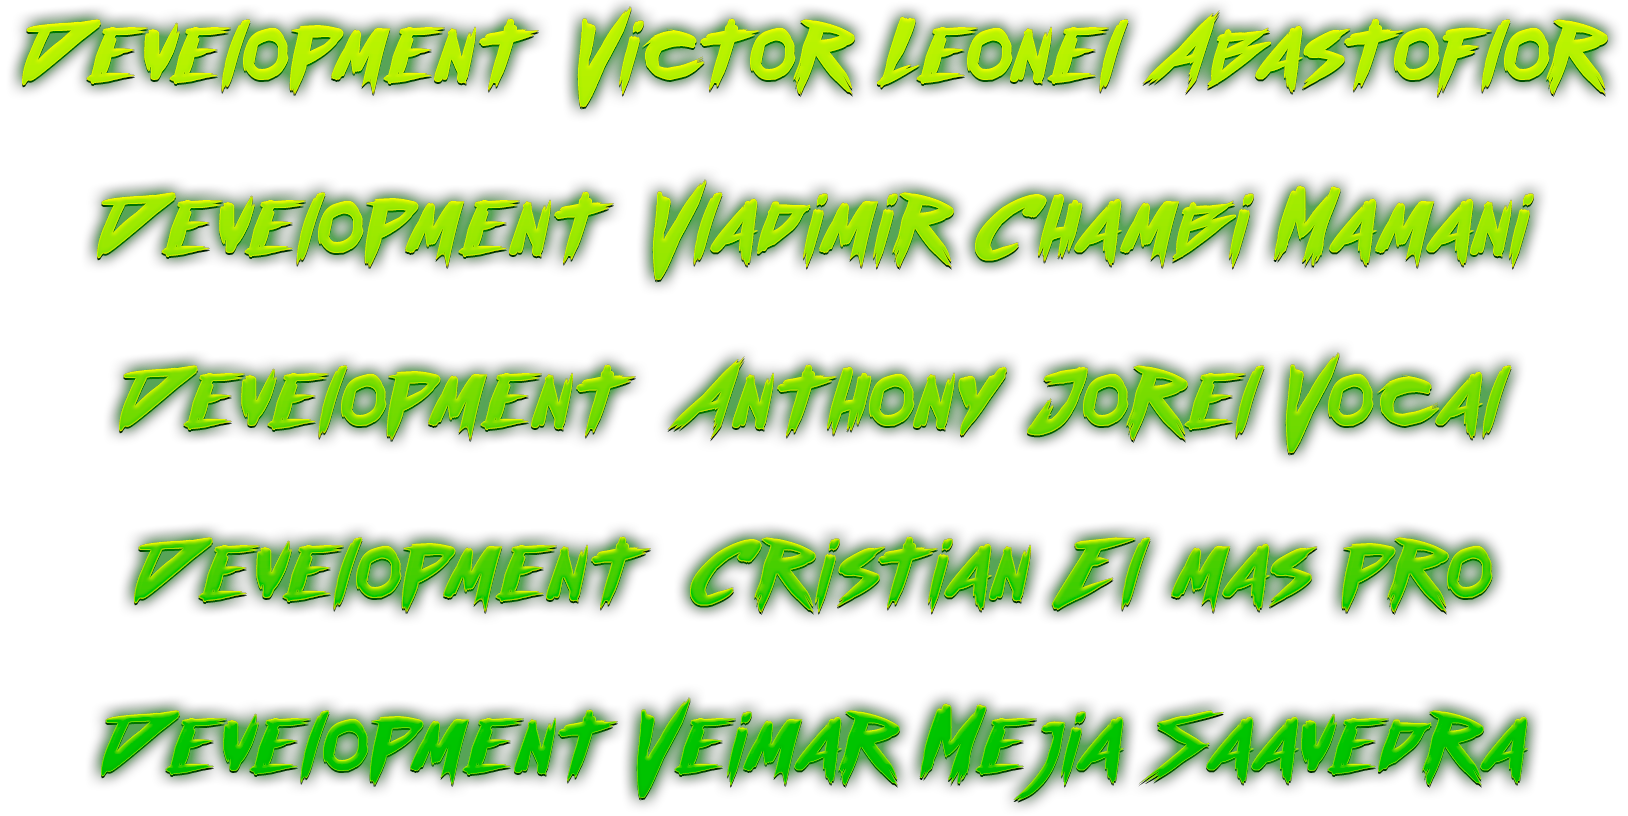 Development Victor Leonel Abastoflor
Development Vladimir Chambi Mamani
Development Anthony Jorel Vocal
Development Cristian El mas pro
Development Veimar Mejia Saavedra